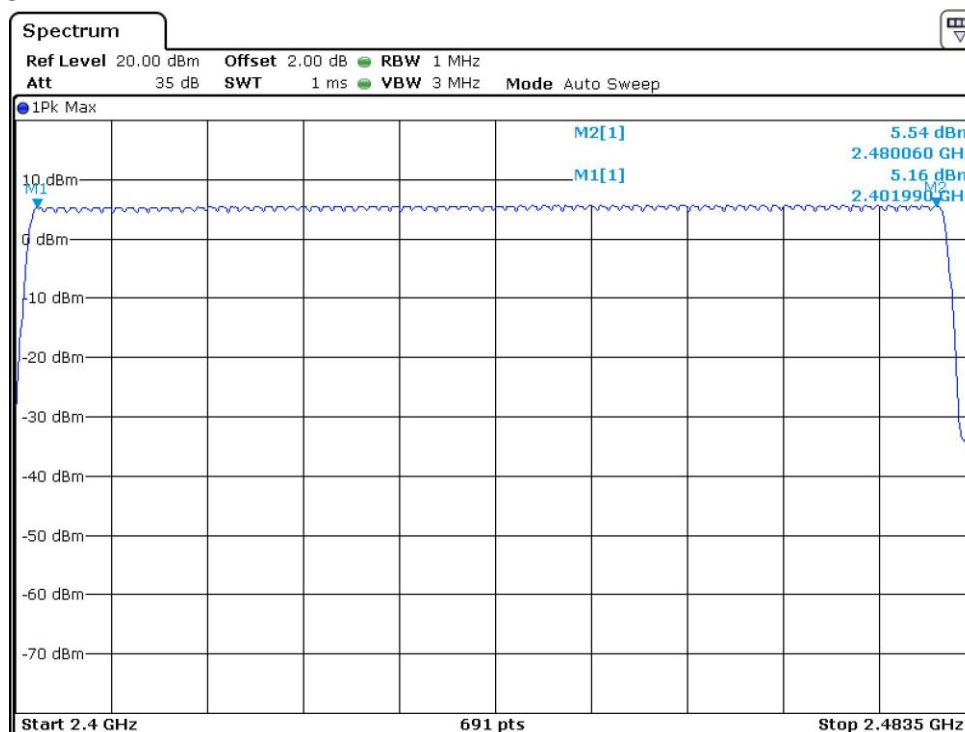 Spectrum
Ref Level 20.00 dBm Offset 2.00 dB RBW 1 MHz
Att 35 dB SWT 1 ms VBW 3 MHz Mode Auto Sweep
1Pk Max
M2[1] 5.54 dBm
2.480060 GH
10 dBm M1[1] 5.16 dBm
M1 2.401990 GH M2
0 dBm
-10 dBm
-20 dBm
-30 dBm
-40 dBm
-50 dBm
-60 dBm
-70 dBm
Start 2.4 GHz 691 pts Stop 2.4835 GHz